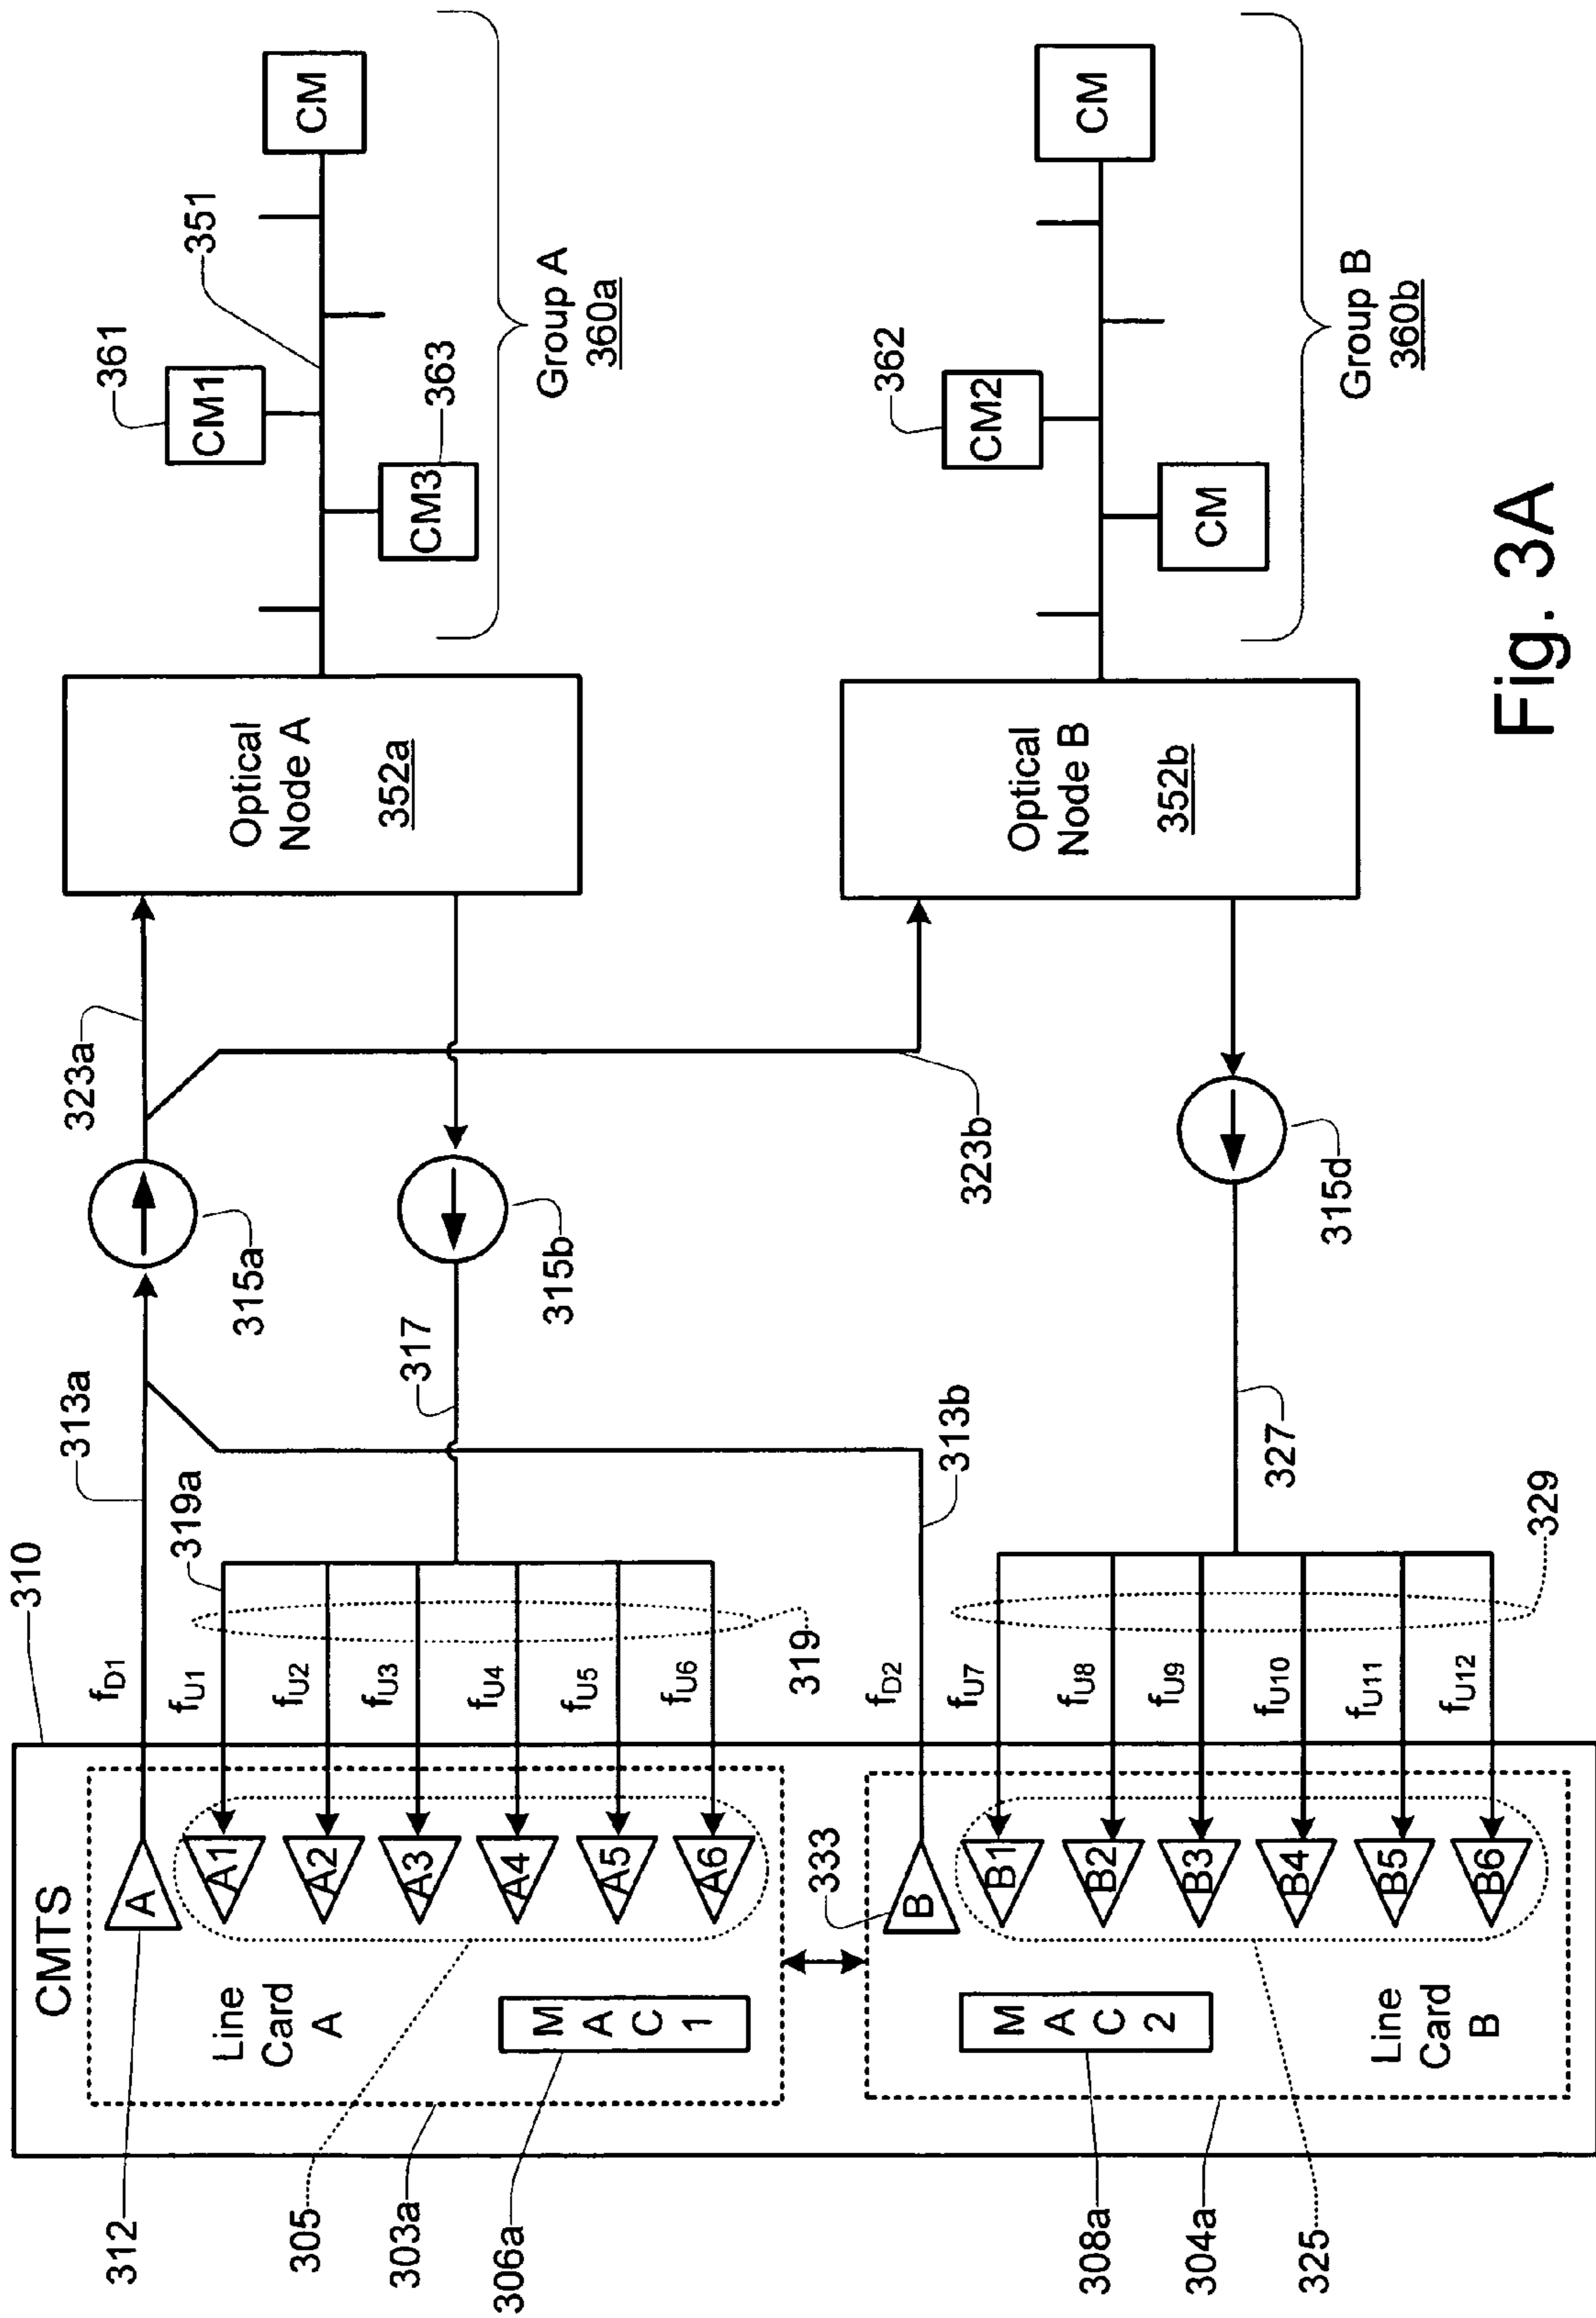 310
CMTS
Line
Card
A
M
A
C
1
A
A1
A2
A3
A4
A5
A6
312
305
303a
306a
fD1
fU1
fU2
fU3
fU4
fU5
fU6
313a
319a
319
317
315a
315b
323a
323b
313b
Optical
Node A
352a
361
CM1
351
CM
CM3
363
Group A
360a
333
B
B1
B2
B3
B4
B5
B6
M
A
C
2
Line
Card
B
308a
304a
325
fD2
fU7
fU8
fU9
fU10
fU11
fU12
329
327
315d
Optical
Node B
352b
362
CM2
CM
CM
Group B
360b
Fig. 3A